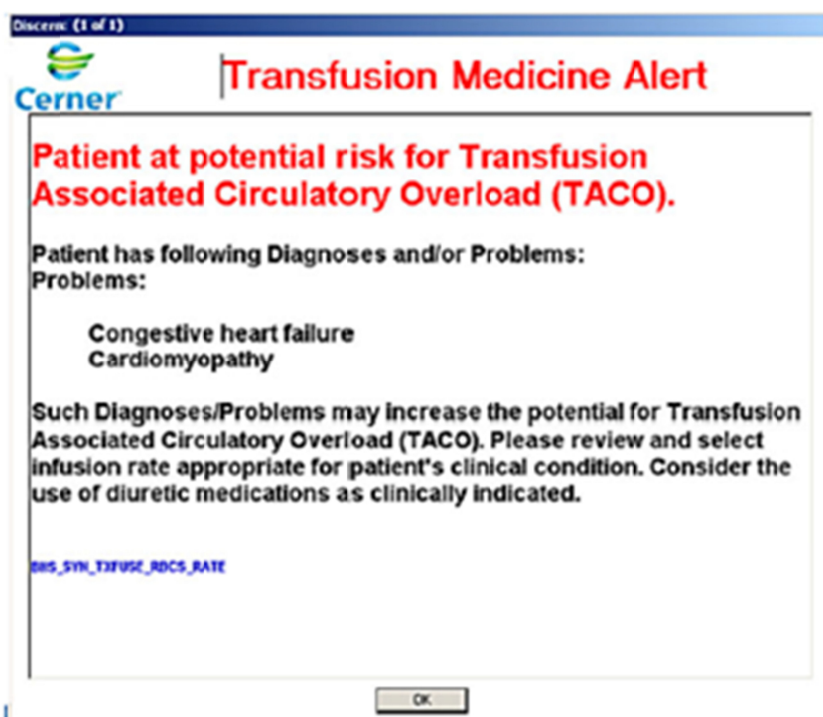 Discern: (1 of 1)
Cerner
Transfusion Medicine Alert
Patient at potential risk for Transfusion
Associated Circulatory Overload (TACO).
Patient has following Diagnoses and/or Problems:
Problems:
Congestive heart failure
Cardiomyopathy
Such Diagnoses/Problems may increase the potential for Transfusion
Associated Circulatory Overload (TACO). Please review and select
infusion rate appropriate for patient's clinical condition. Consider the
use of diuretic medications as clinically indicated.
BHS_SYN_TXFUSE_RBCS_RATE
OK